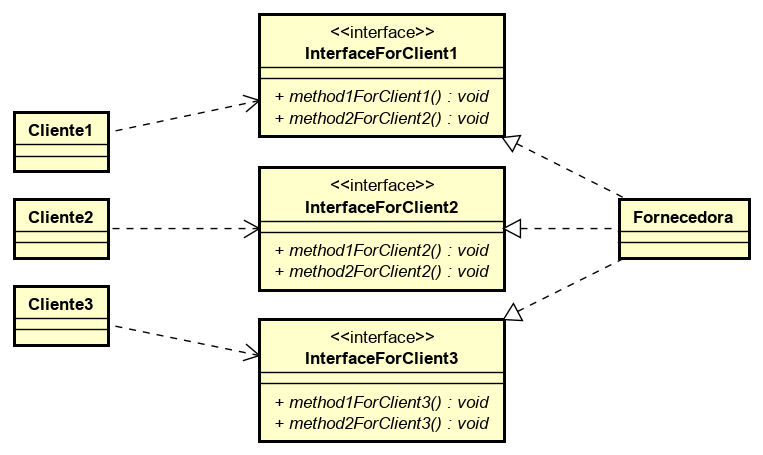 <<interface>>
InterfaceForClient1
+ method1ForClient1() : void
+ method2ForClient2() : void
Cliente1
<<interface>>
InterfaceForClient2
+ method1ForClient2() : void
+ method2ForClient2() : void
Cliente2
Fornecedora
Cliente3
<<interface>>
InterfaceForClient3
+ method1ForClient3() : void
+ method2ForClient3() : void